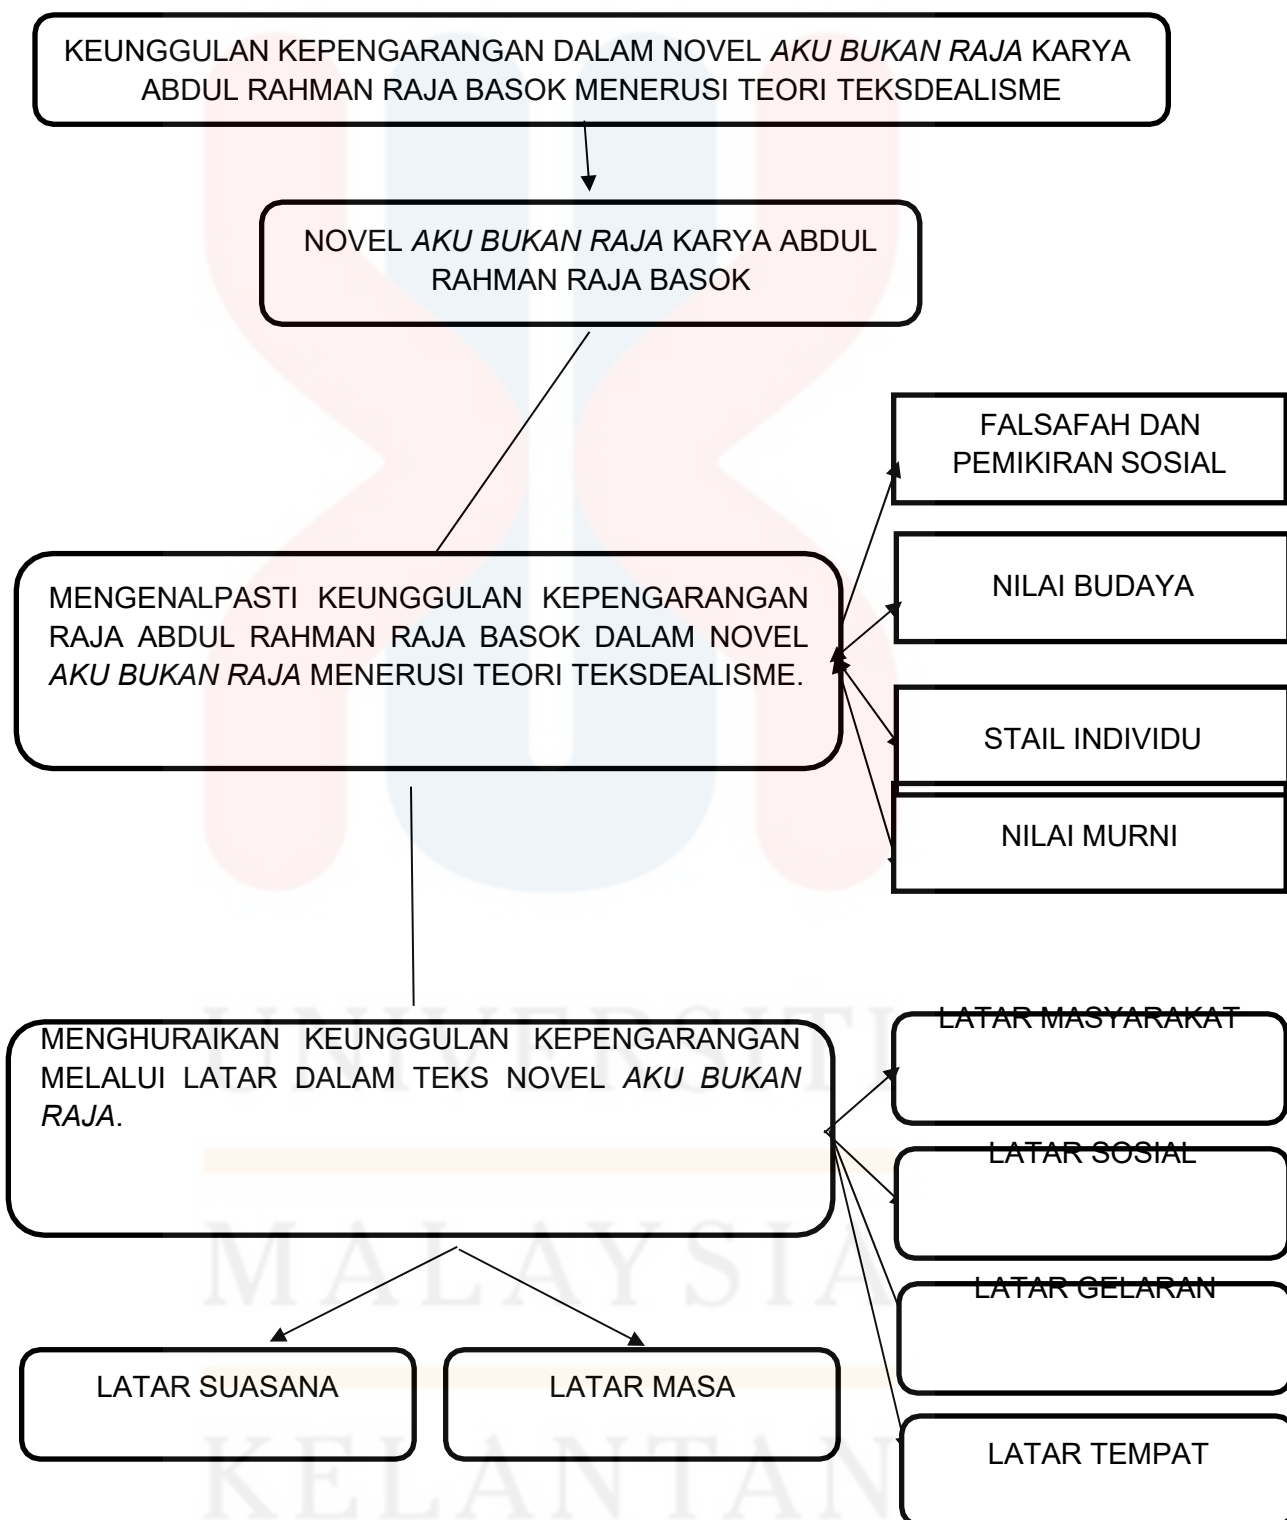 KEUNGGULAN KEPENGARANGAN DALAM NOVEL AKU BUKAN RAJA KARYA
ABDUL RAHMAN RAJA BASOK MENERUSI TEORI TEKSDEALISME
NOVEL AKU BUKAN RAJA KARYA ABDUL
RAHMAN RAJA BASOK
MENGENALPASTI KEUNGGULAN KEPENGARANGAN
RAJA ABDUL RAHMAN RAJA BASOK DALAM NOVEL
AKU BUKAN RAJA MENERUSI TEORI TEKSDEALISME.
FALSAFAH DAN
PEMIKIRAN SOSIAL
NILAI BUDAYA
STAIL INDIVIDU
NILAI MURNI
MENGHURAIKAN KEUNGGULAN KEPENGARANGAN
MELALUI LATAR DALAM TEKS NOVEL AKU BUKAN
RAJA.
LATAR MASYARAKAT
LATAR SOSIAL
LATAR GELARAN
LATAR TEMPAT
LATAR SUASANA
LATAR MASA
UNIVERSITI
MALAYSIA
KELANTAN